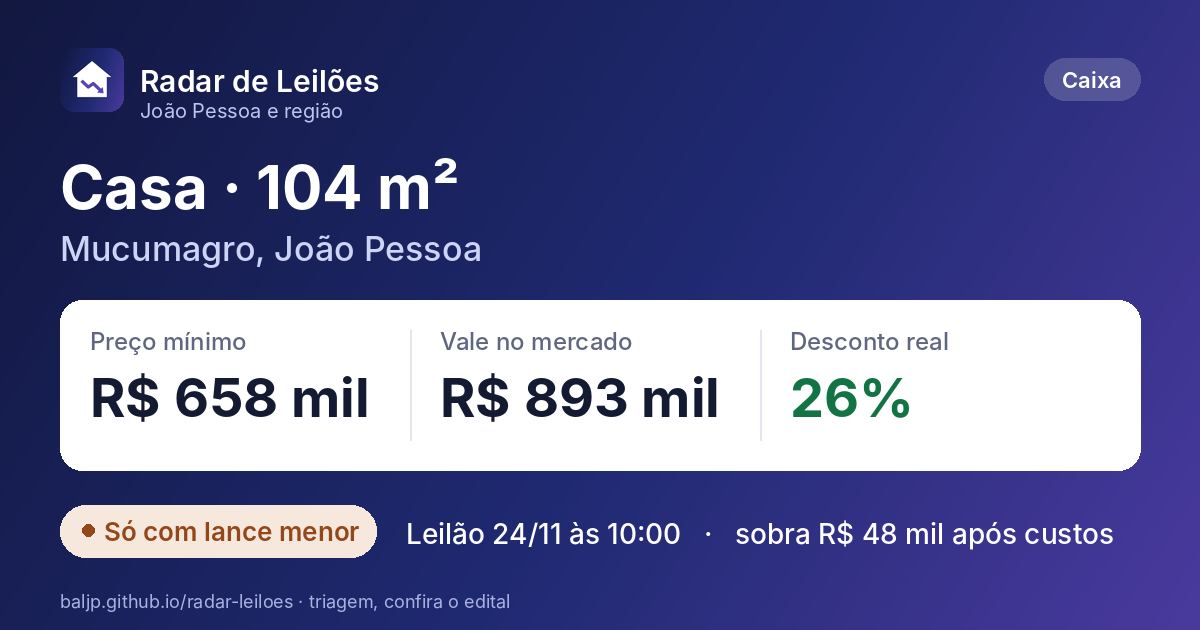 Radar de Leilões
João Pessoa e região
Caixa
Casa · 104 m²
Mucumagro, João Pessoa
Preço mínimo
R$ 658 mil
Vale no mercado
R$ 893 mil
Desconto real
26%
Só com lance menor
Leilão 24/11 às 10:00 · sobra R$ 48 mil após custos
baljp.github.io/radar-leiloes · triagem, confira o edital